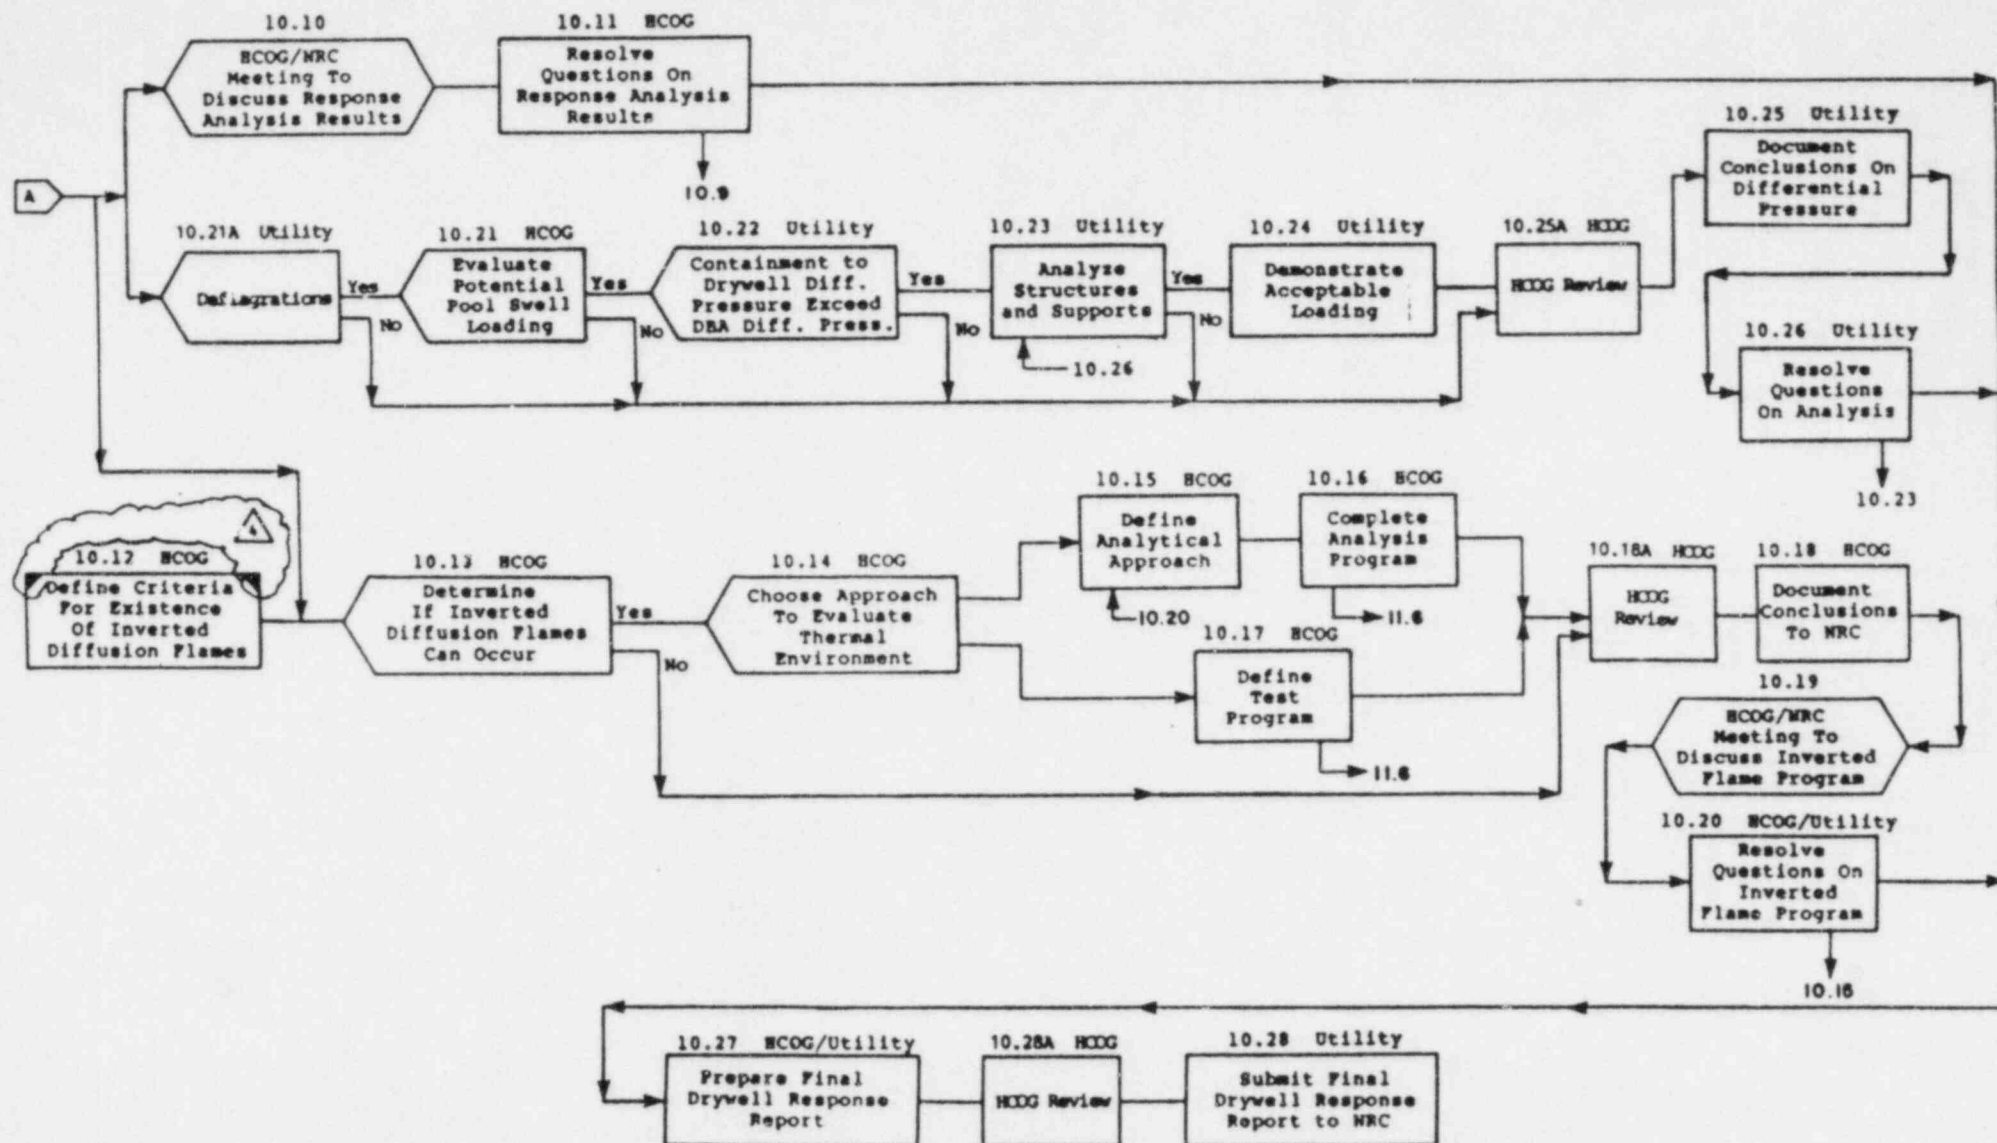 10.10
HCOG/NRC
Meeting To
Discuss Response
Analysis Results
10.11 HCOG
Resolve
Questions On
Response Analysis
Results
10.9
A
10.21A Utility
Deflagrations
Yes
No
10.21 HCOG
Evaluate
Potential
Pool Swell
Loading
Yes
No
10.22 Utility
Containment to
Drywell Diff.
Pressure Exceed
DBA Diff. Press.
Yes
No
10.23 Utility
Analyze
Structures
and Supports
Yes
No
10.26
10.24 Utility
Demonstrate
Acceptable
Loading
10.25A HCOG
HCOG Review
10.25 Utility
Document
Conclusions On
Differential
Pressure
10.26 Utility
Resolve
Questions
On Analysis
10.23
4
10.12 HCOG
Define Criteria
For Existence
Of Inverted
Diffusion Flames
10.13 HCOG
Determine
If Inverted
Diffusion Flames
Can Occur
Yes
No
10.14 HCOG
Choose Approach
To Evaluate
Thermal
Environment
10.15 HCOG
Define
Analytical
Approach
10.20
10.16 HCOG
Complete
Analysis
Program
11.6
10.17 HCOG
Define
Test
Program
11.6
10.18A HCOG
HCOG
Review
10.18 HCOG
Document
Conclusions
To NRC
10.19
HCOG/NRC
Meeting To
Discuss Inverted
Flame Program
10.20 HCOG/Utility
Resolve
Questions On
Inverted
Flame Program
10.15
10.27 HCOG/Utility
Prepare Final
Drywell Response
Report
10.28A HCOG
HCOG Review
10.28 Utility
Submit Final
Drywell Response
Report to NRC